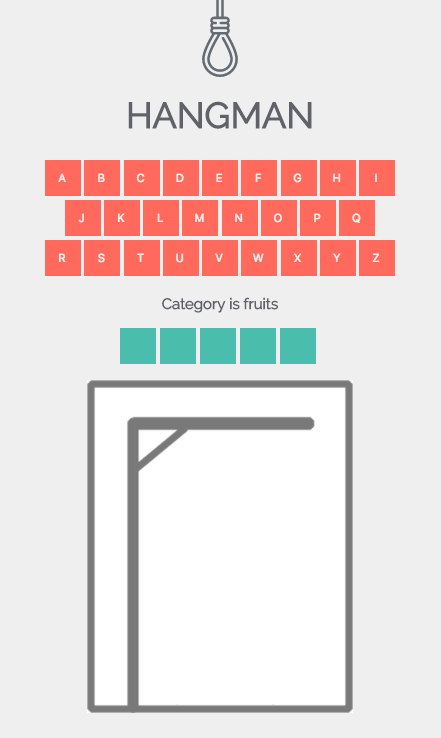 HANGMAN
A B C D E F G H I
J K L M N O P Q
R S T U V W X Y Z
Category is fruits